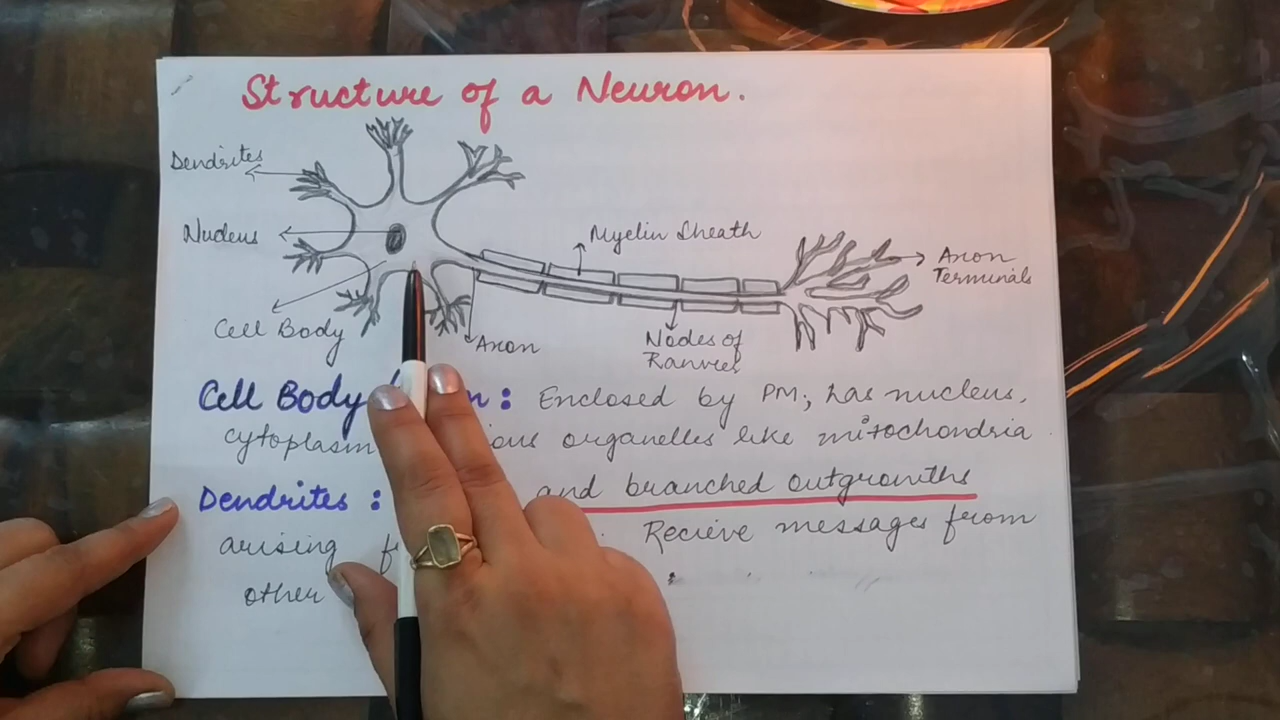 Structure of a Neuron.
Dendrites
Nucleus
Myelin Sheath
Axon
Terminals
Cell Body
Axon
Nodes of
Ranvier
Cell Body : Enclosed by PM; has nucleus,
cytoplasm organelles like mitochondria
Dendrites : and branched outgrowths
arising Recieve messages from
other